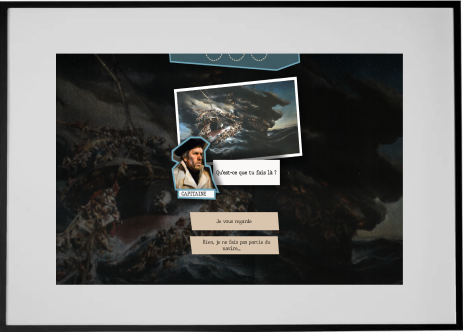 Qu'est-ce que tu fais là ?
CAPITAINE
Je vous regarde
Rien, je ne fais pas partie du
navire…